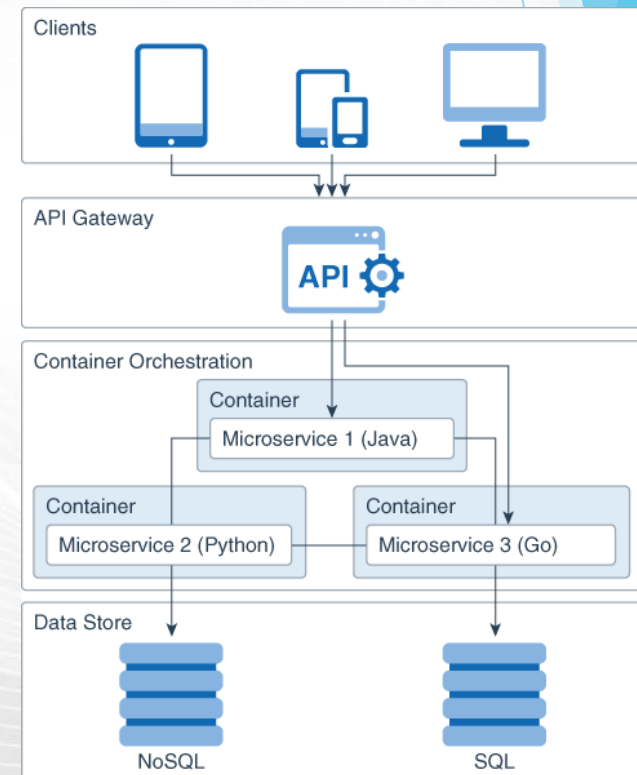 Clients
API Gateway
API
Container Orchestration
Container
Microservice 1 (Java)
Container
Microservice 2 (Python)
Container
Microservice 3 (Go)
Data Store
NoSQL
SQL